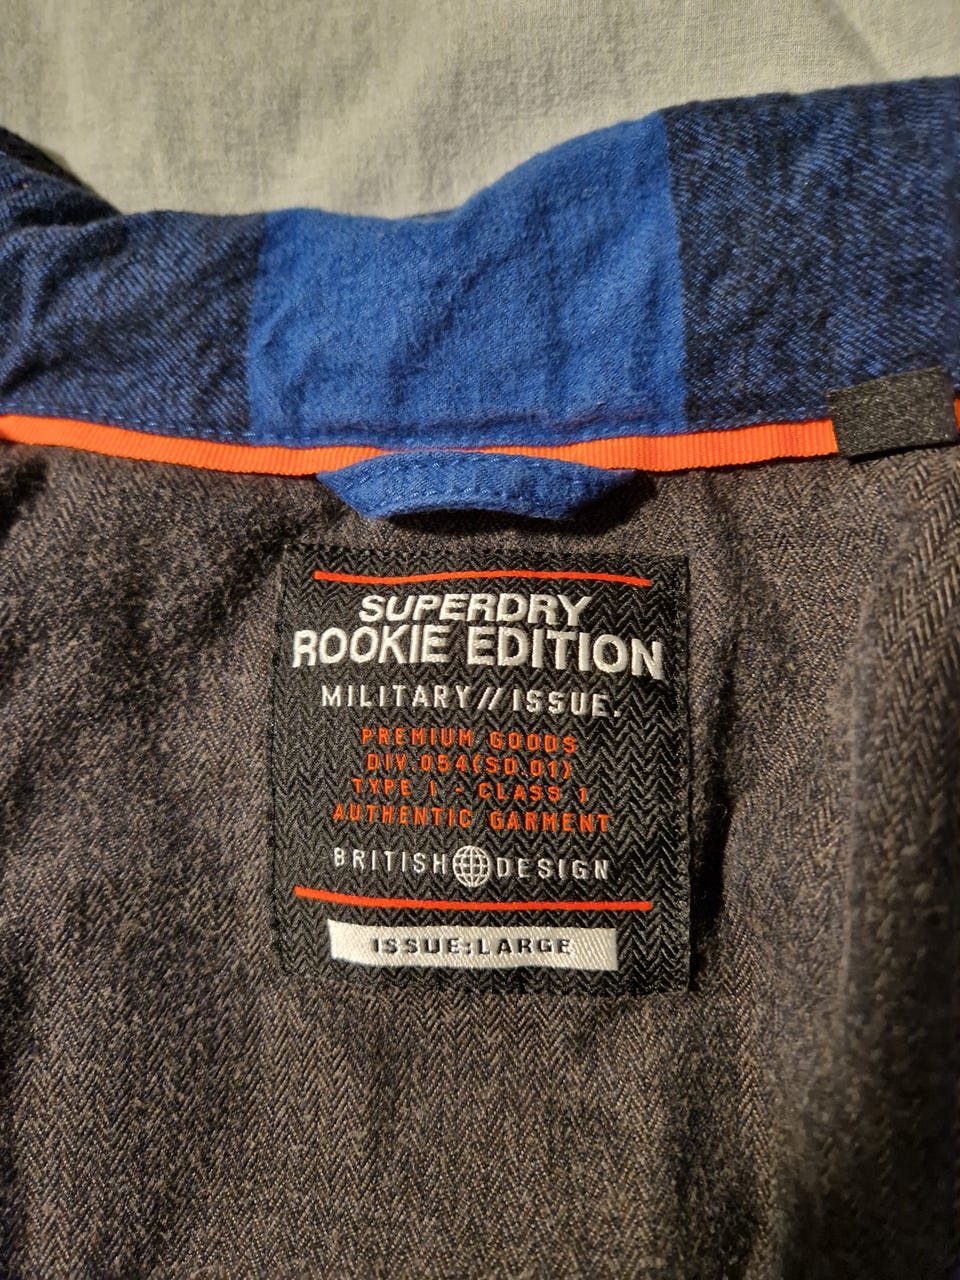 SUPERDRY
ROOKIE EDITION
MILITARY//ISSUE.
PREMIUM GOODS
DIV.054(SD.01)
TYPE 1 - CLASS 1
AUTHENTIC GARMENT
BRITISH DESIGN
ISSUE:LARGE